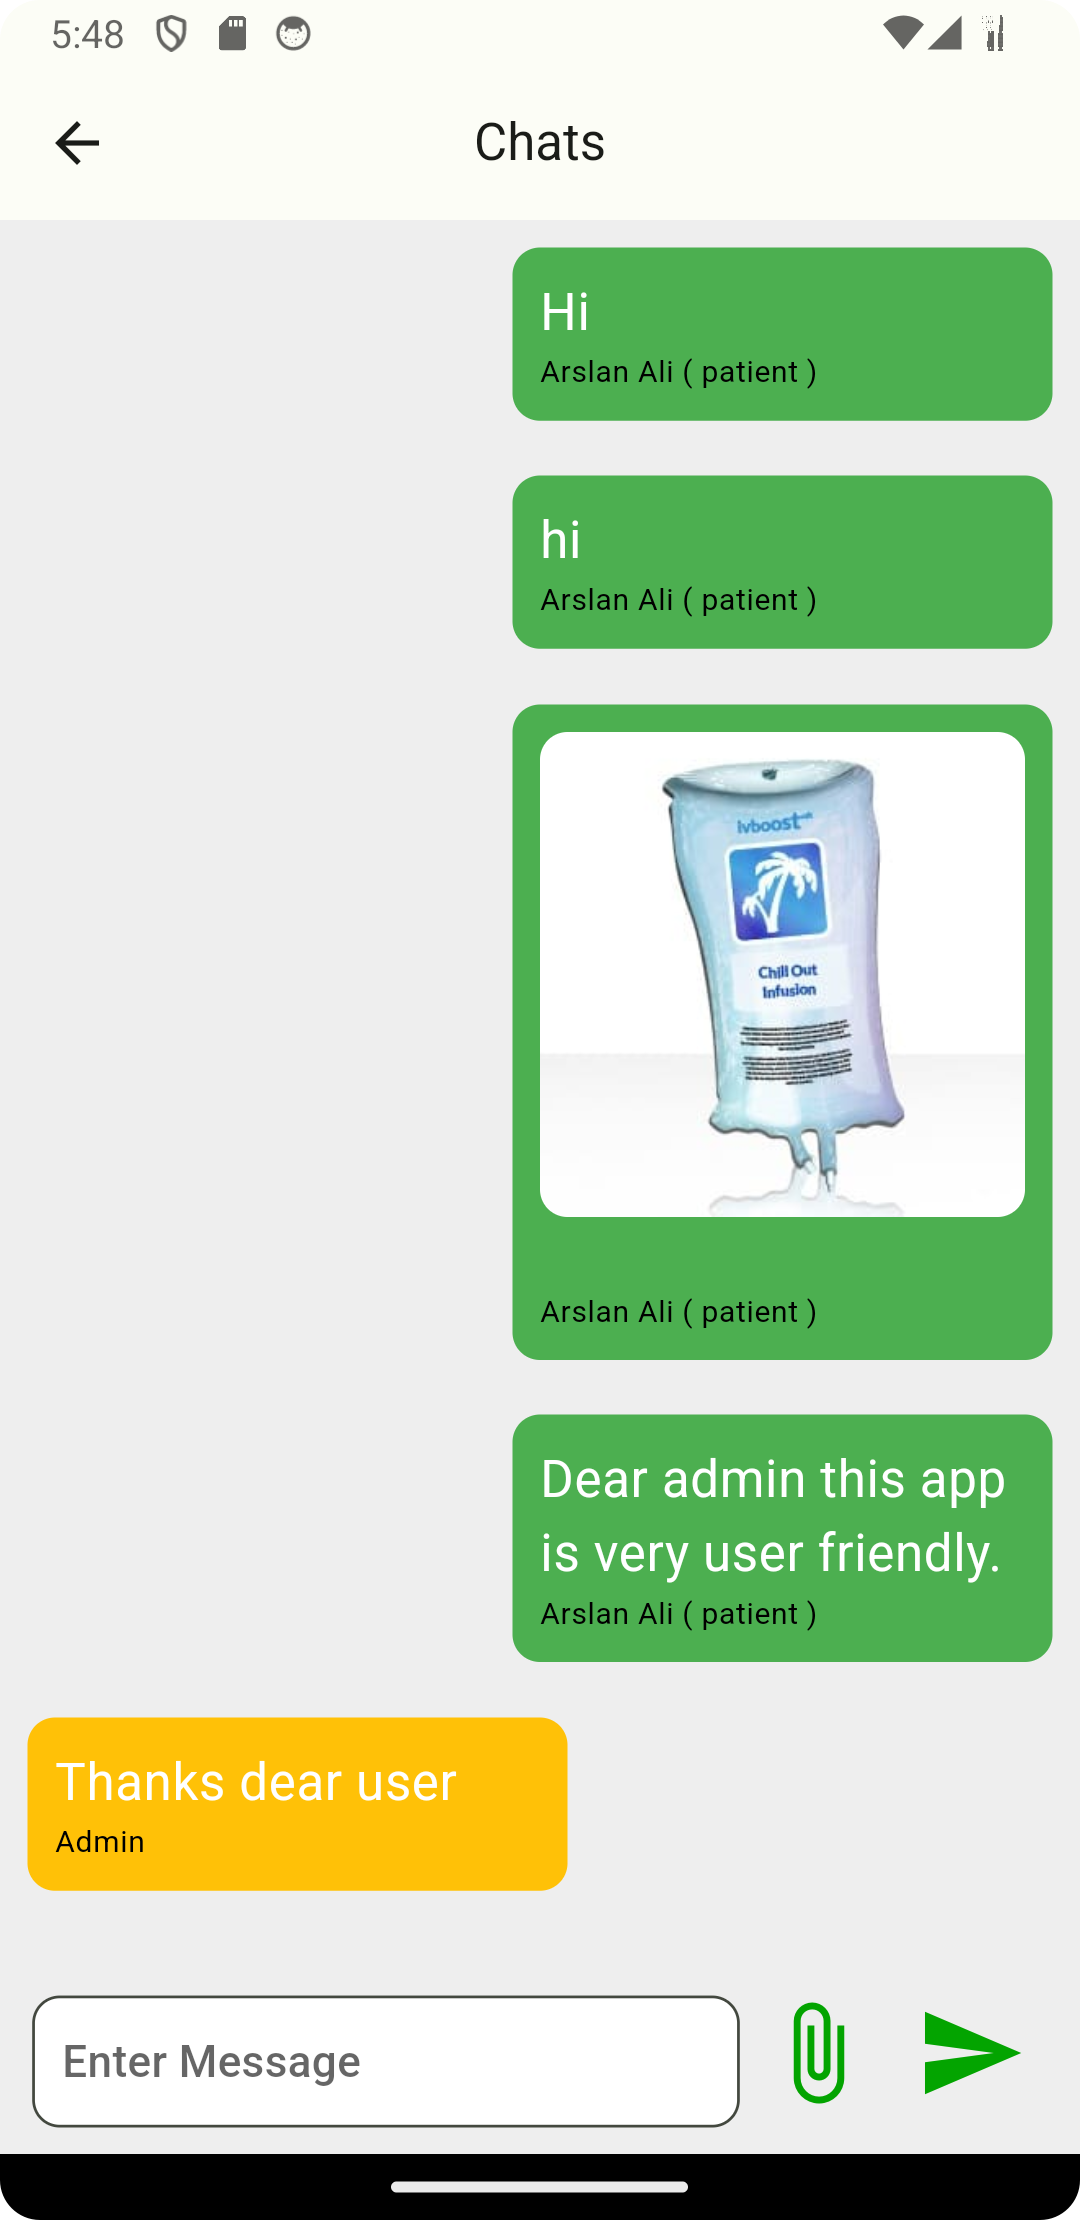 5:48
Chats
Hi
Arslan Ali ( patient )
hi
Arslan Ali ( patient )
ivboost
Chill Out
Infusion
Arslan Ali ( patient )
Dear admin this app
is very user friendly.
Arslan Ali ( patient )
Thanks dear user
Admin
Enter Message